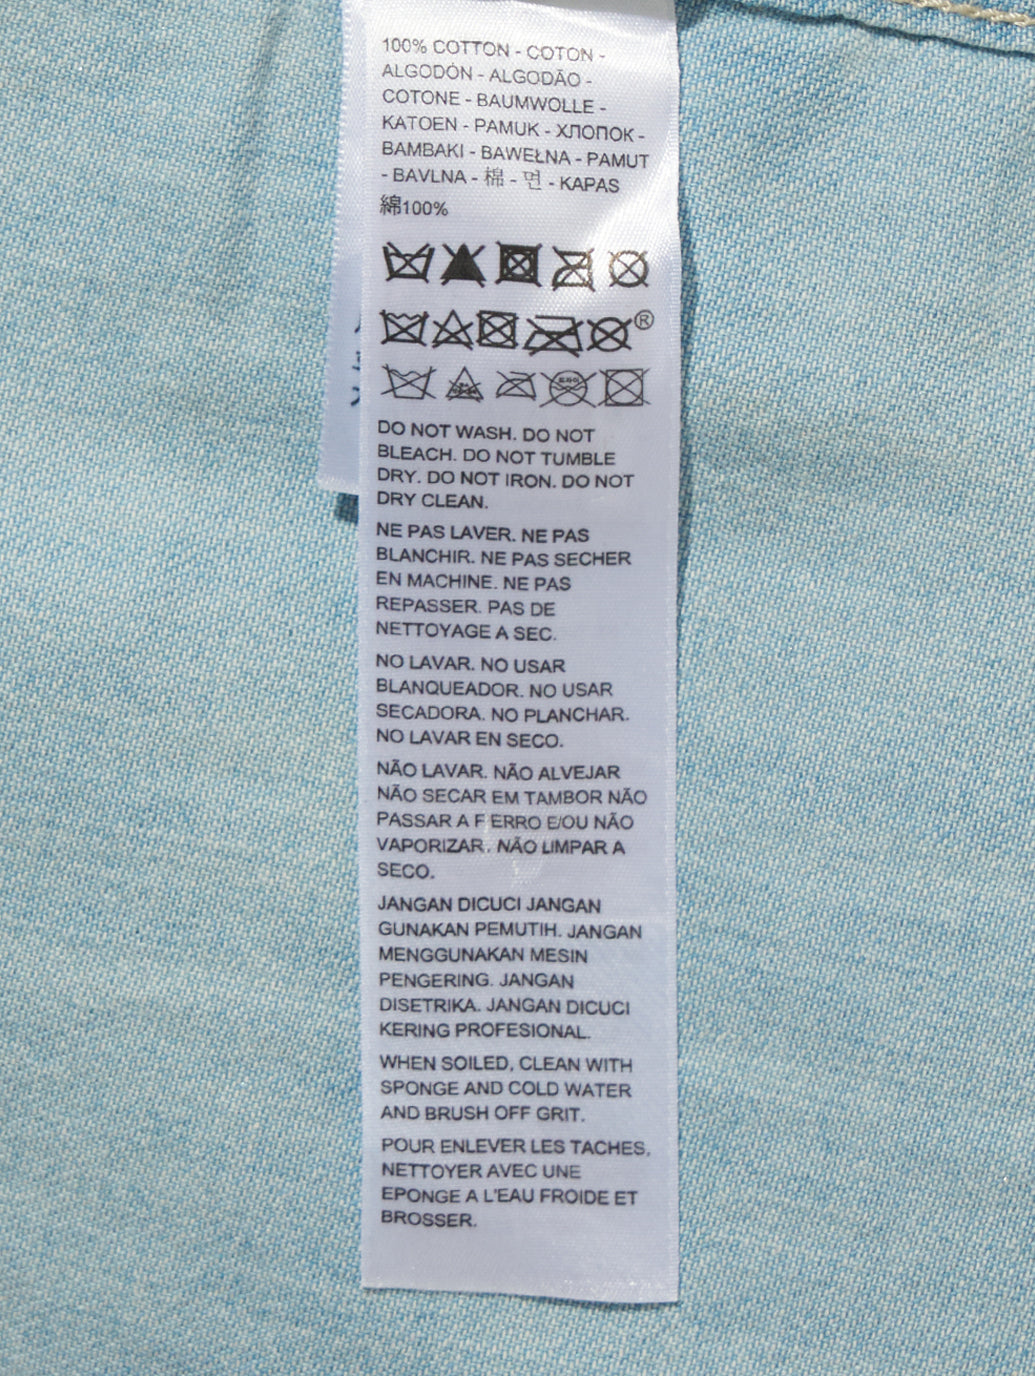 100% COTTON - COTON -
ALGODÓN - ALGODÃO -
COTONE - BAUMWOLLE -
KATOEN - PAMUK - ХЛОПОК -
BAMBAKI - BAWEŁNA - PAMUT
- BAVLNA - 棉 - 면 - KAPAS
綿100%
®
DO NOT WASH. DO NOT
BLEACH. DO NOT TUMBLE
DRY. DO NOT IRON. DO NOT
DRY CLEAN.
NE PAS LAVER. NE PAS
BLANCHIR. NE PAS SECHER
EN MACHINE. NE PAS
REPASSER. PAS DE
NETTOYAGE A SEC.
NO LAVAR. NO USAR
BLANQUEADOR. NO USAR
SECADORA. NO PLANCHAR.
NO LAVAR EN SECO.
NÃO LAVAR. NÃO ALVEJAR
NÃO SECAR EM TAMBOR NÃO
PASSAR A F ERRO E/OU NÃO
VAPORIZAR. NÃO LIMPAR A
SECO.
JANGAN DICUCI JANGAN
GUNAKAN PEMUTIH. JANGAN
MENGGUNAKAN MESIN
PENGERING. JANGAN
DISETRIKA. JANGAN DICUCI
KERING PROFESIONAL.
WHEN SOILED, CLEAN WITH
SPONGE AND COLD WATER
AND BRUSH OFF GRIT.
POUR ENLEVER LES TACHES,
NETTOYER AVEC UNE
EPONGE A L'EAU FROIDE ET
BROSSER.